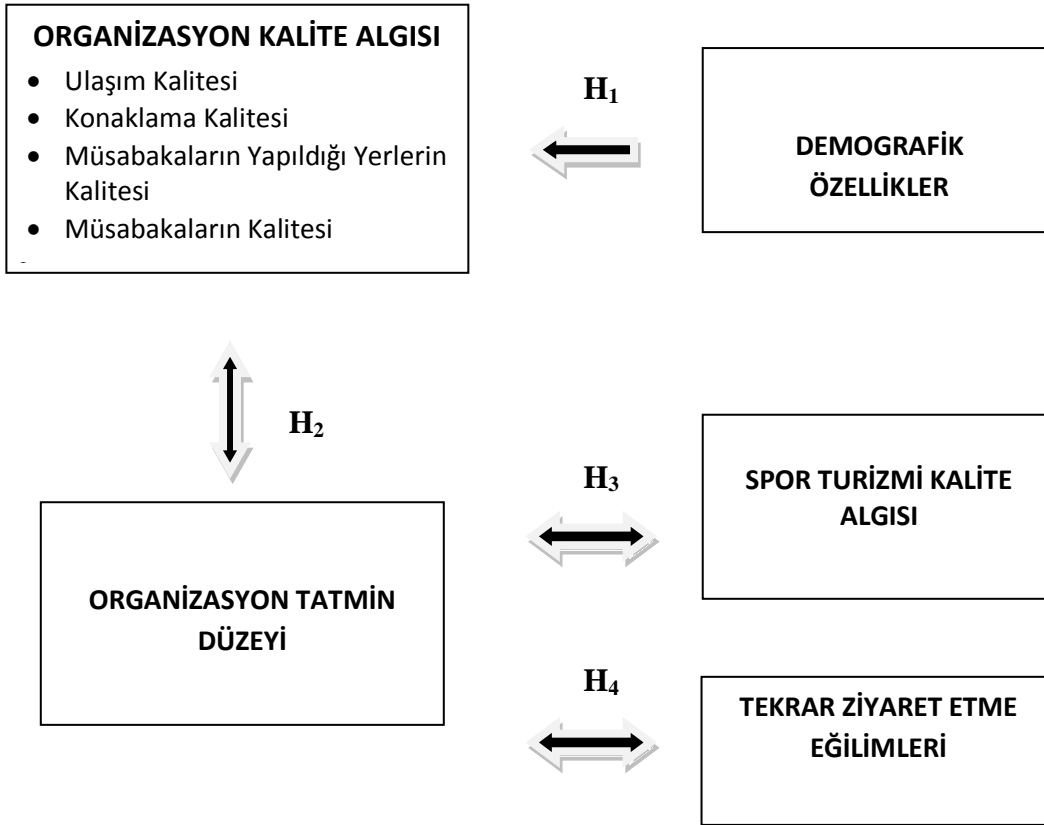 ORGANİZASYON KALİTE ALGISI
• Ulaşım Kalitesi
• Konaklama Kalitesi
• Müsabakaların Yapıldığı Yerlerin
Kalitesi
• Müsabakaların Kalitesi
H₁
DEMOGRAFİK
ÖZELLİKLER
H₂
ORGANİZASYON TATMİN
DÜZEYİ
H₃
SPOR TURİZMİ KALİTE
ALGISI
H₄
TEKRAR ZİYARET ETME
EĞİLİMLERİ